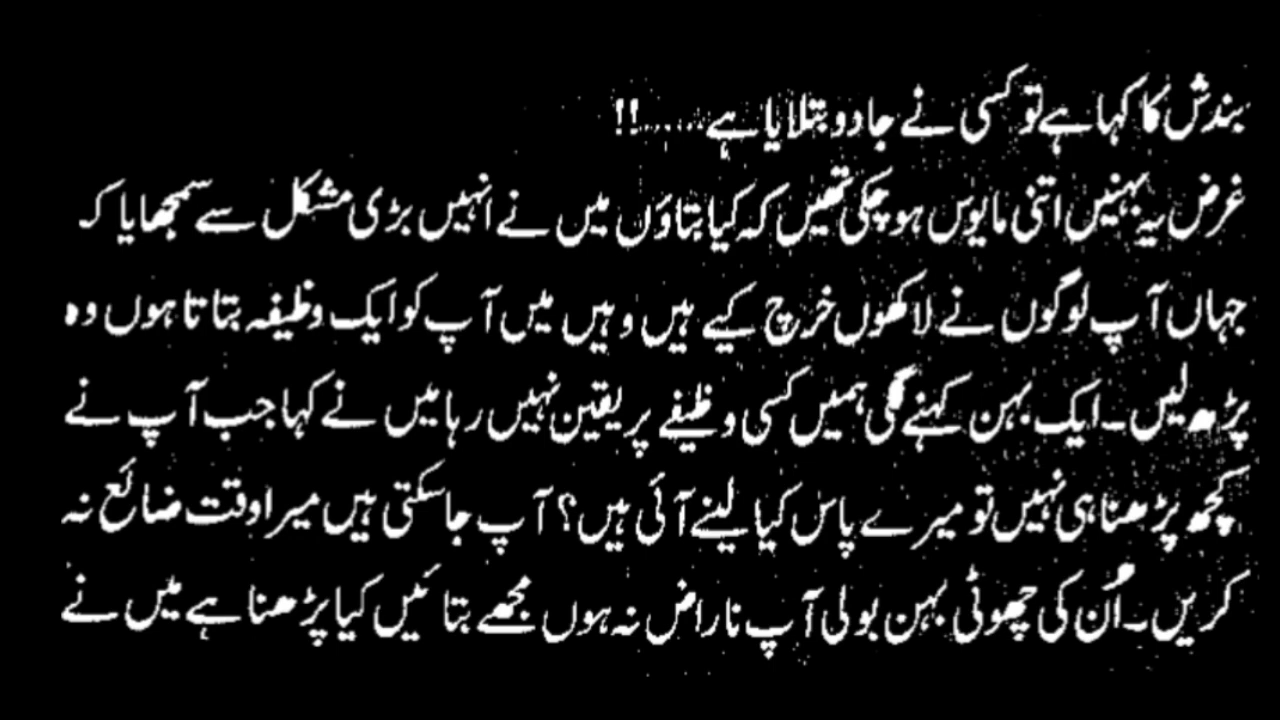 بندش کا کہا ہے تو کسی نے جادو بتلایا ہے......!!
غرض یہ بہنیں اتنی مایوس ہو چکی تھیں کہ کیا بتاؤں میں نے انہیں بڑی مشکل سے سمجھایا کہ
جہاں آپ لوگوں نے لاکھوں خرچ کیے ہیں وہیں میں آپ کو ایک وظیفہ بتا تا ہوں وہ
پڑھ لیں۔ ایک بہن کہنے لگی ہمیں کسی وظیفے پر یقین نہیں رہا میں نے کہا جب آپ نے
کچھ پڑھنا ہی نہیں تو میرے پاس کیا لینے آئی ہیں؟ آپ جا سکتی ہیں میرا وقت ضائع نہ
کریں۔ اُن کی چھوٹی بہن بولی آپ ناراض نہ ہوں مجھے بتائیں کیا پڑھنا ہے میں نے